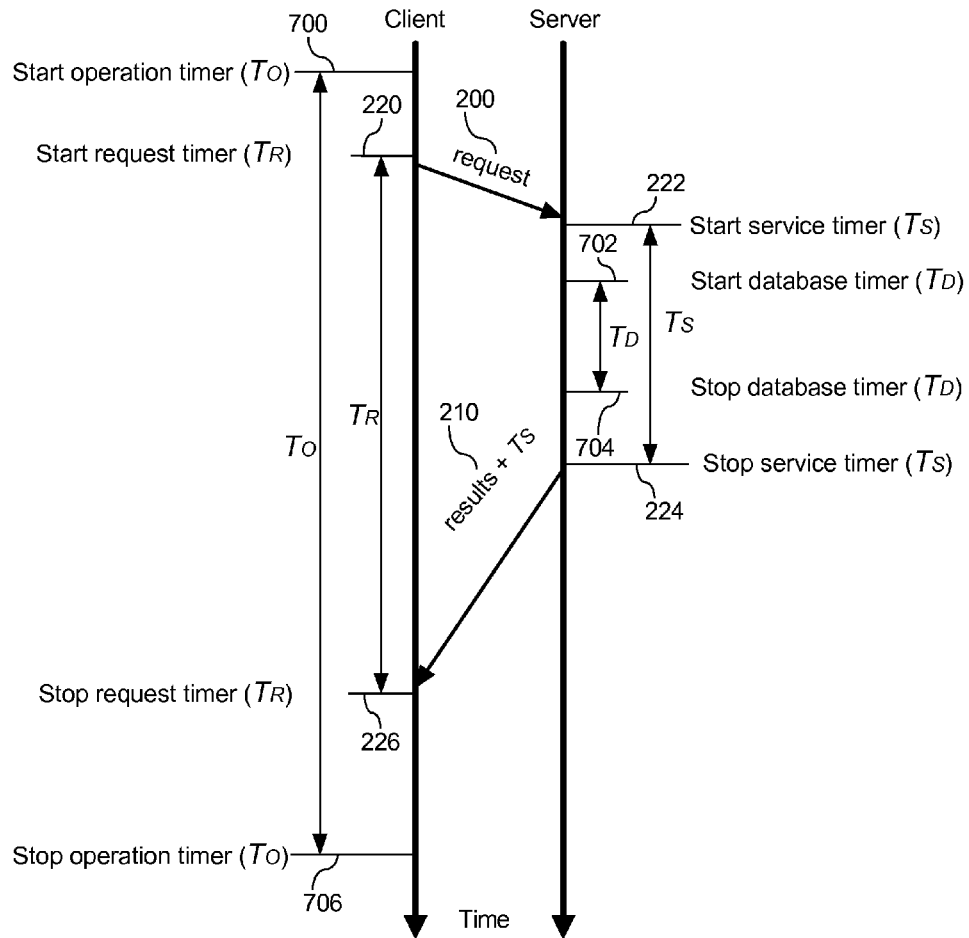 Client Server
700
Start operation timer (TO)
220 200
Start request timer (TR)
request
222
Start service timer (TS)
702
Start database timer (TD)
TD TS
Stop database timer (TD)
TR 210
TO
704
results + TS
Stop service timer (TS)
224
Stop request timer (TR)
226
Stop operation timer (TO)
706
Time